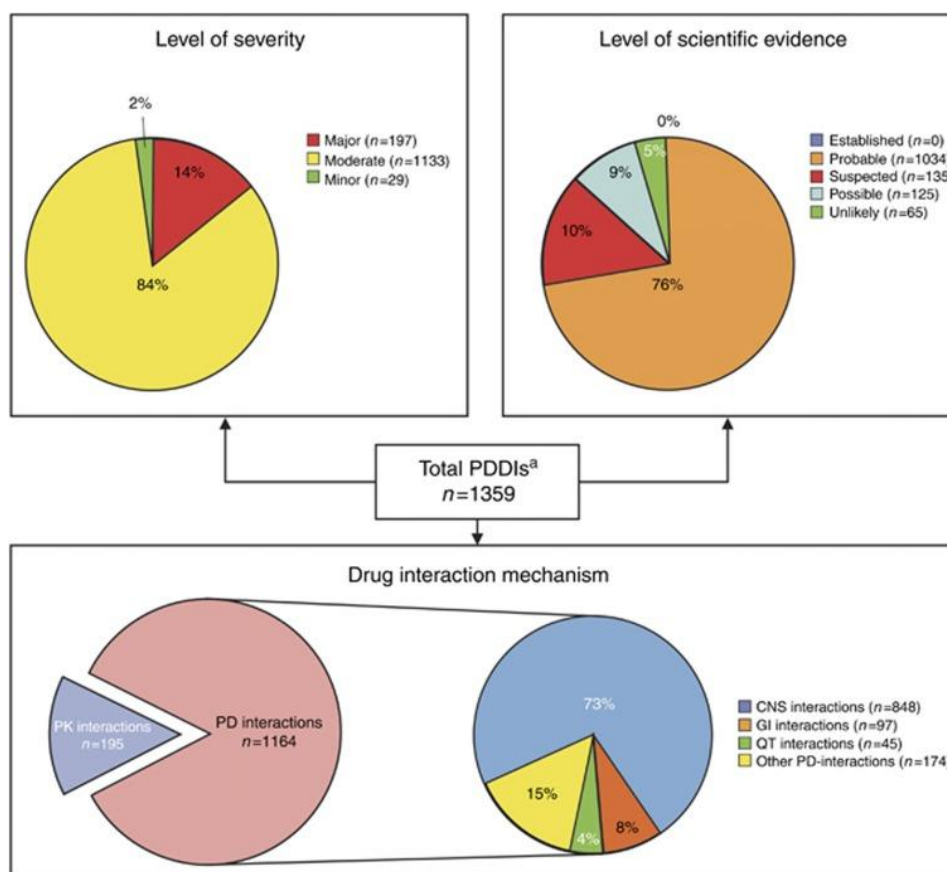 Level of severity
2%
14%
84%
Major (n=197)
Moderate (n=1133)
Minor (n=29)
Level of scientific evidence
0%
5%
9%
10%
76%
Established (n=0)
Probable (n=1034)
Suspected (n=135
Possible (n=125)
Unlikely (n=65)
Total PDDIsª
n=1359
Drug interaction mechanism
PK interactions
n=195
PD interactions
n=1164
73%
15%
4%
8%
CNS interactions (n=848)
GI interactions (n=97)
QT interactions (n=45)
Other PD-interactions (n=174)